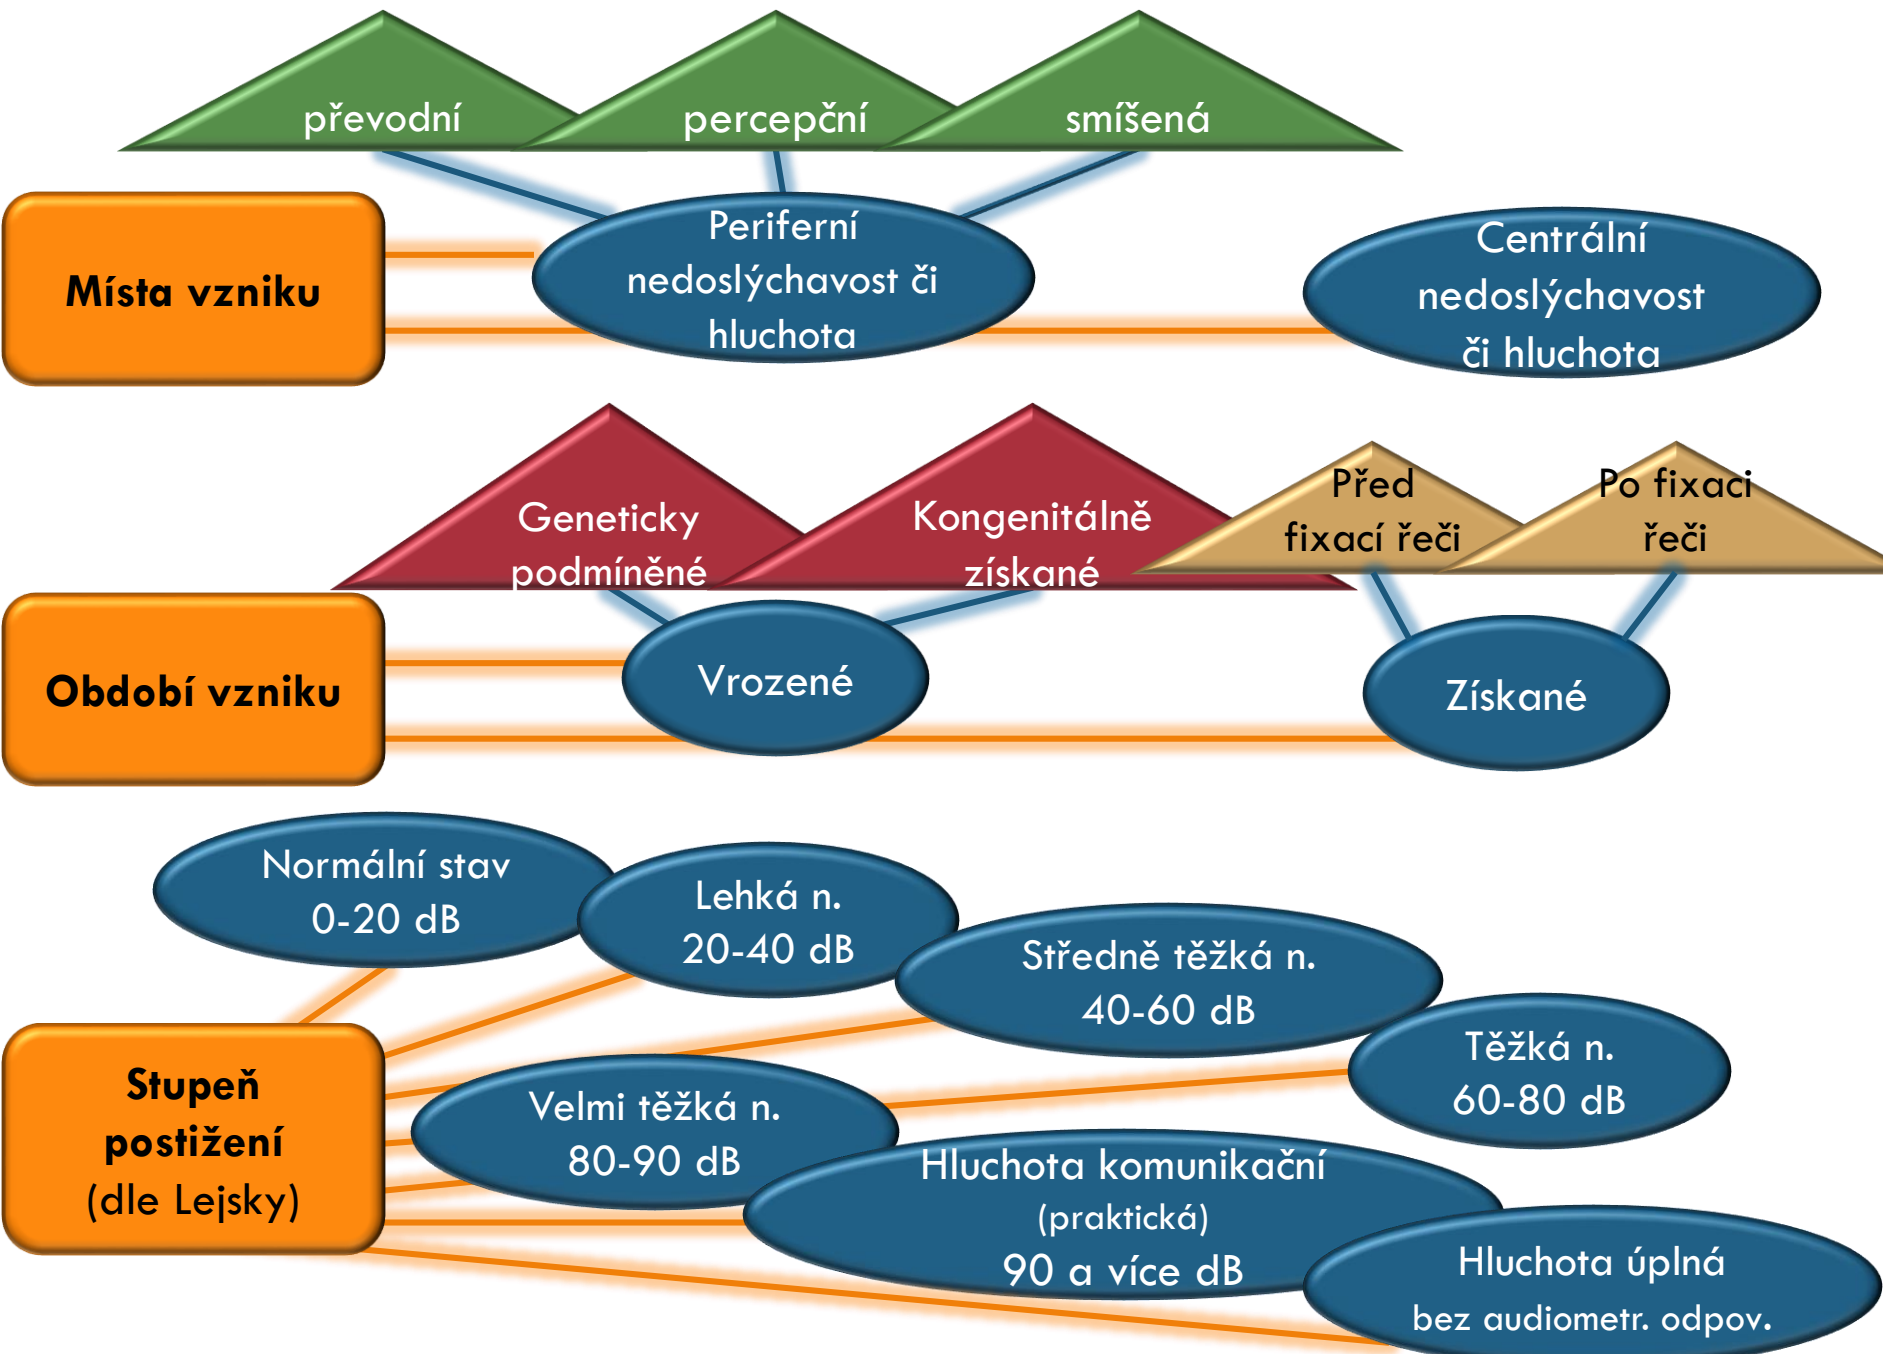 převodní
percepční
smíšená
Místa vzniku
Periferní
nedoslýchavost či
hluchota
Centrální
nedoslýchavost
či hluchota
Geneticky
podmíněné
Kongenitálně
získané
Před
fixací řeči
Po fixaci
řeči
Období vzniku
Vrozené
Získané
Normální stav
0-20 dB
Lehká n.
20-40 dB
Středně těžká n.
40-60 dB
Těžká n.
60-80 dB
Stupeň
postižení
(dle Lejsky)
Velmi těžká n.
80-90 dB
Hluchota komunikační
(praktická)
90 a více dB
Hluchota úplná
bez audiometr. odpov.